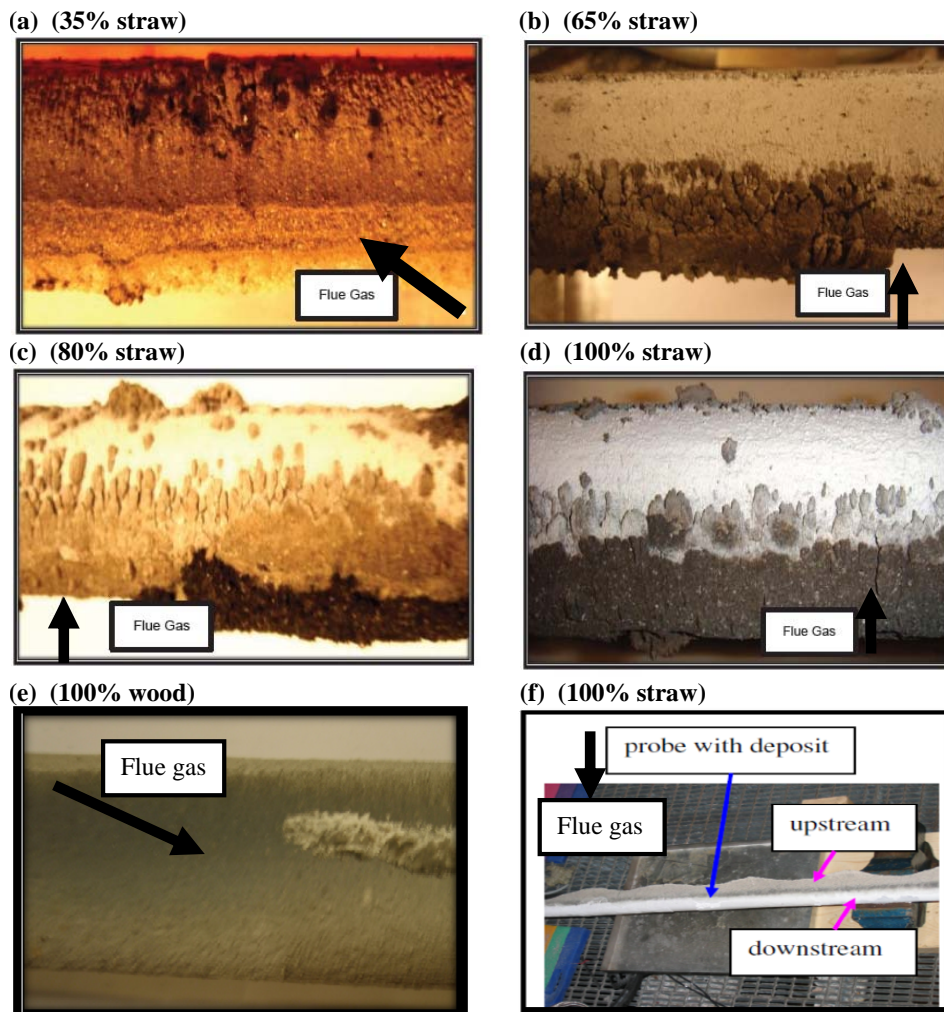 (a) (35% straw)
(b) (65% straw)
Flue Gas
Flue Gas
(c) (80% straw)
(d) (100% straw)
Flue Gas
Flue Gas
(e) (100% wood)
(f) (100% straw)
Flue gas
probe with deposit
Flue gas
upstream
downstream